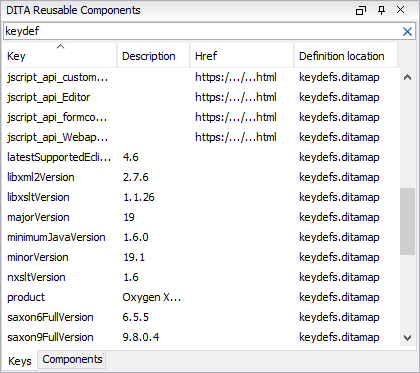 DITA Reusable Components
keydef
Key Description Href Definition location
jscript_api_custom... https:/.../...html keydefs.ditamap
jscript_api_Editor https:/.../...html keydefs.ditamap
jscript_api_formco... https:/.../...html keydefs.ditamap
jscript_api_Webap... https:/.../...html keydefs.ditamap
latestSupportedEcli... 4.6 keydefs.ditamap
libxml2Version 2.7.6 keydefs.ditamap
libxsltVersion 1.1.26 keydefs.ditamap
majorVersion 19 keydefs.ditamap
minimumJavaVersion 1.6.0 keydefs.ditamap
minorVersion 19.1 keydefs.ditamap
nxsltVersion 1.6 keydefs.ditamap
product Oxygen X... keydefs.ditamap
saxon6FullVersion 6.5.5 keydefs.ditamap
saxon9FullVersion 9.8.0.4 keydefs.ditamap
Keys Components